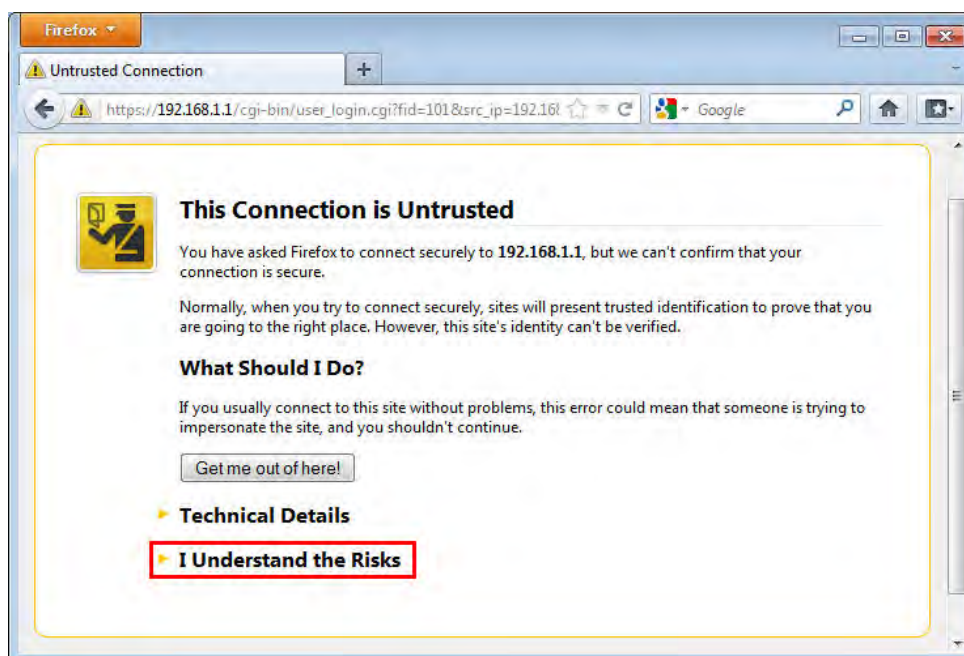 Firefox
Untrusted Connection
https://192.168.1.1/cgi-bin/user_login.cgi?fid=101&src_ip=192.168
Google
This Connection is Untrusted
You have asked Firefox to connect securely to 192.168.1.1, but we can't confirm that your
connection is secure.
Normally, when you try to connect securely, sites will present trusted identification to prove that you
are going to the right place. However, this site's identity can't be verified.
What Should I Do?
If you usually connect to this site without problems, this error could mean that someone is trying to
impersonate the site, and you shouldn't continue.
Get me out of here!
Technical Details
I Understand the Risks